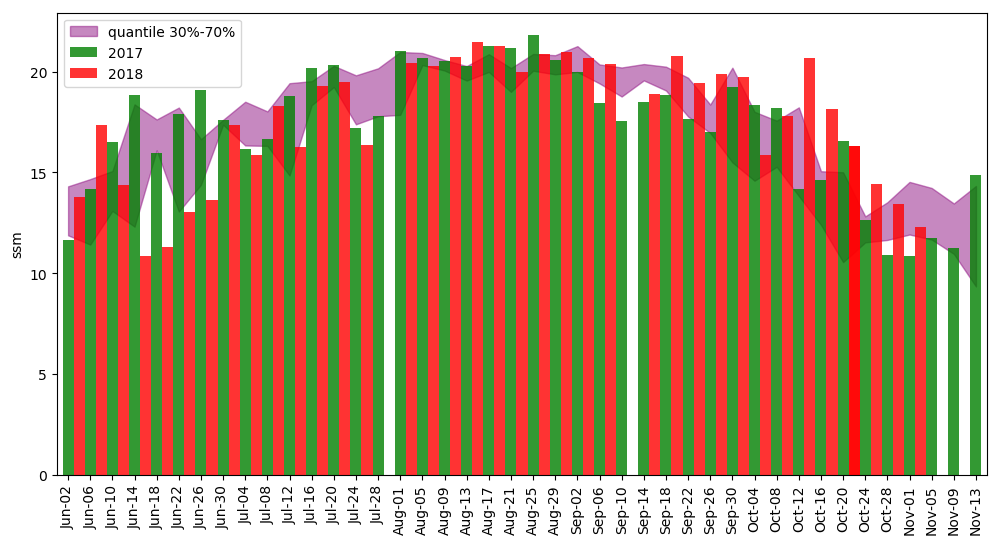 quantile 30%-70%
2017
2018
ssm
20
15
10
5
0
Jun-02
Jun-06
Jun-10
Jun-14
Jun-18
Jun-22
Jun-26
Jun-30
Jul-04
Jul-08
Jul-12
Jul-16
Jul-20
Jul-24
Jul-28
Aug-01
Aug-05
Aug-09
Aug-13
Aug-17
Aug-21
Aug-25
Aug-29
Sep-02
Sep-06
Sep-10
Sep-14
Sep-18
Sep-22
Sep-26
Sep-30
Oct-04
Oct-08
Oct-12
Oct-16
Oct-20
Oct-24
Oct-28
Nov-01
Nov-05
Nov-09
Nov-13